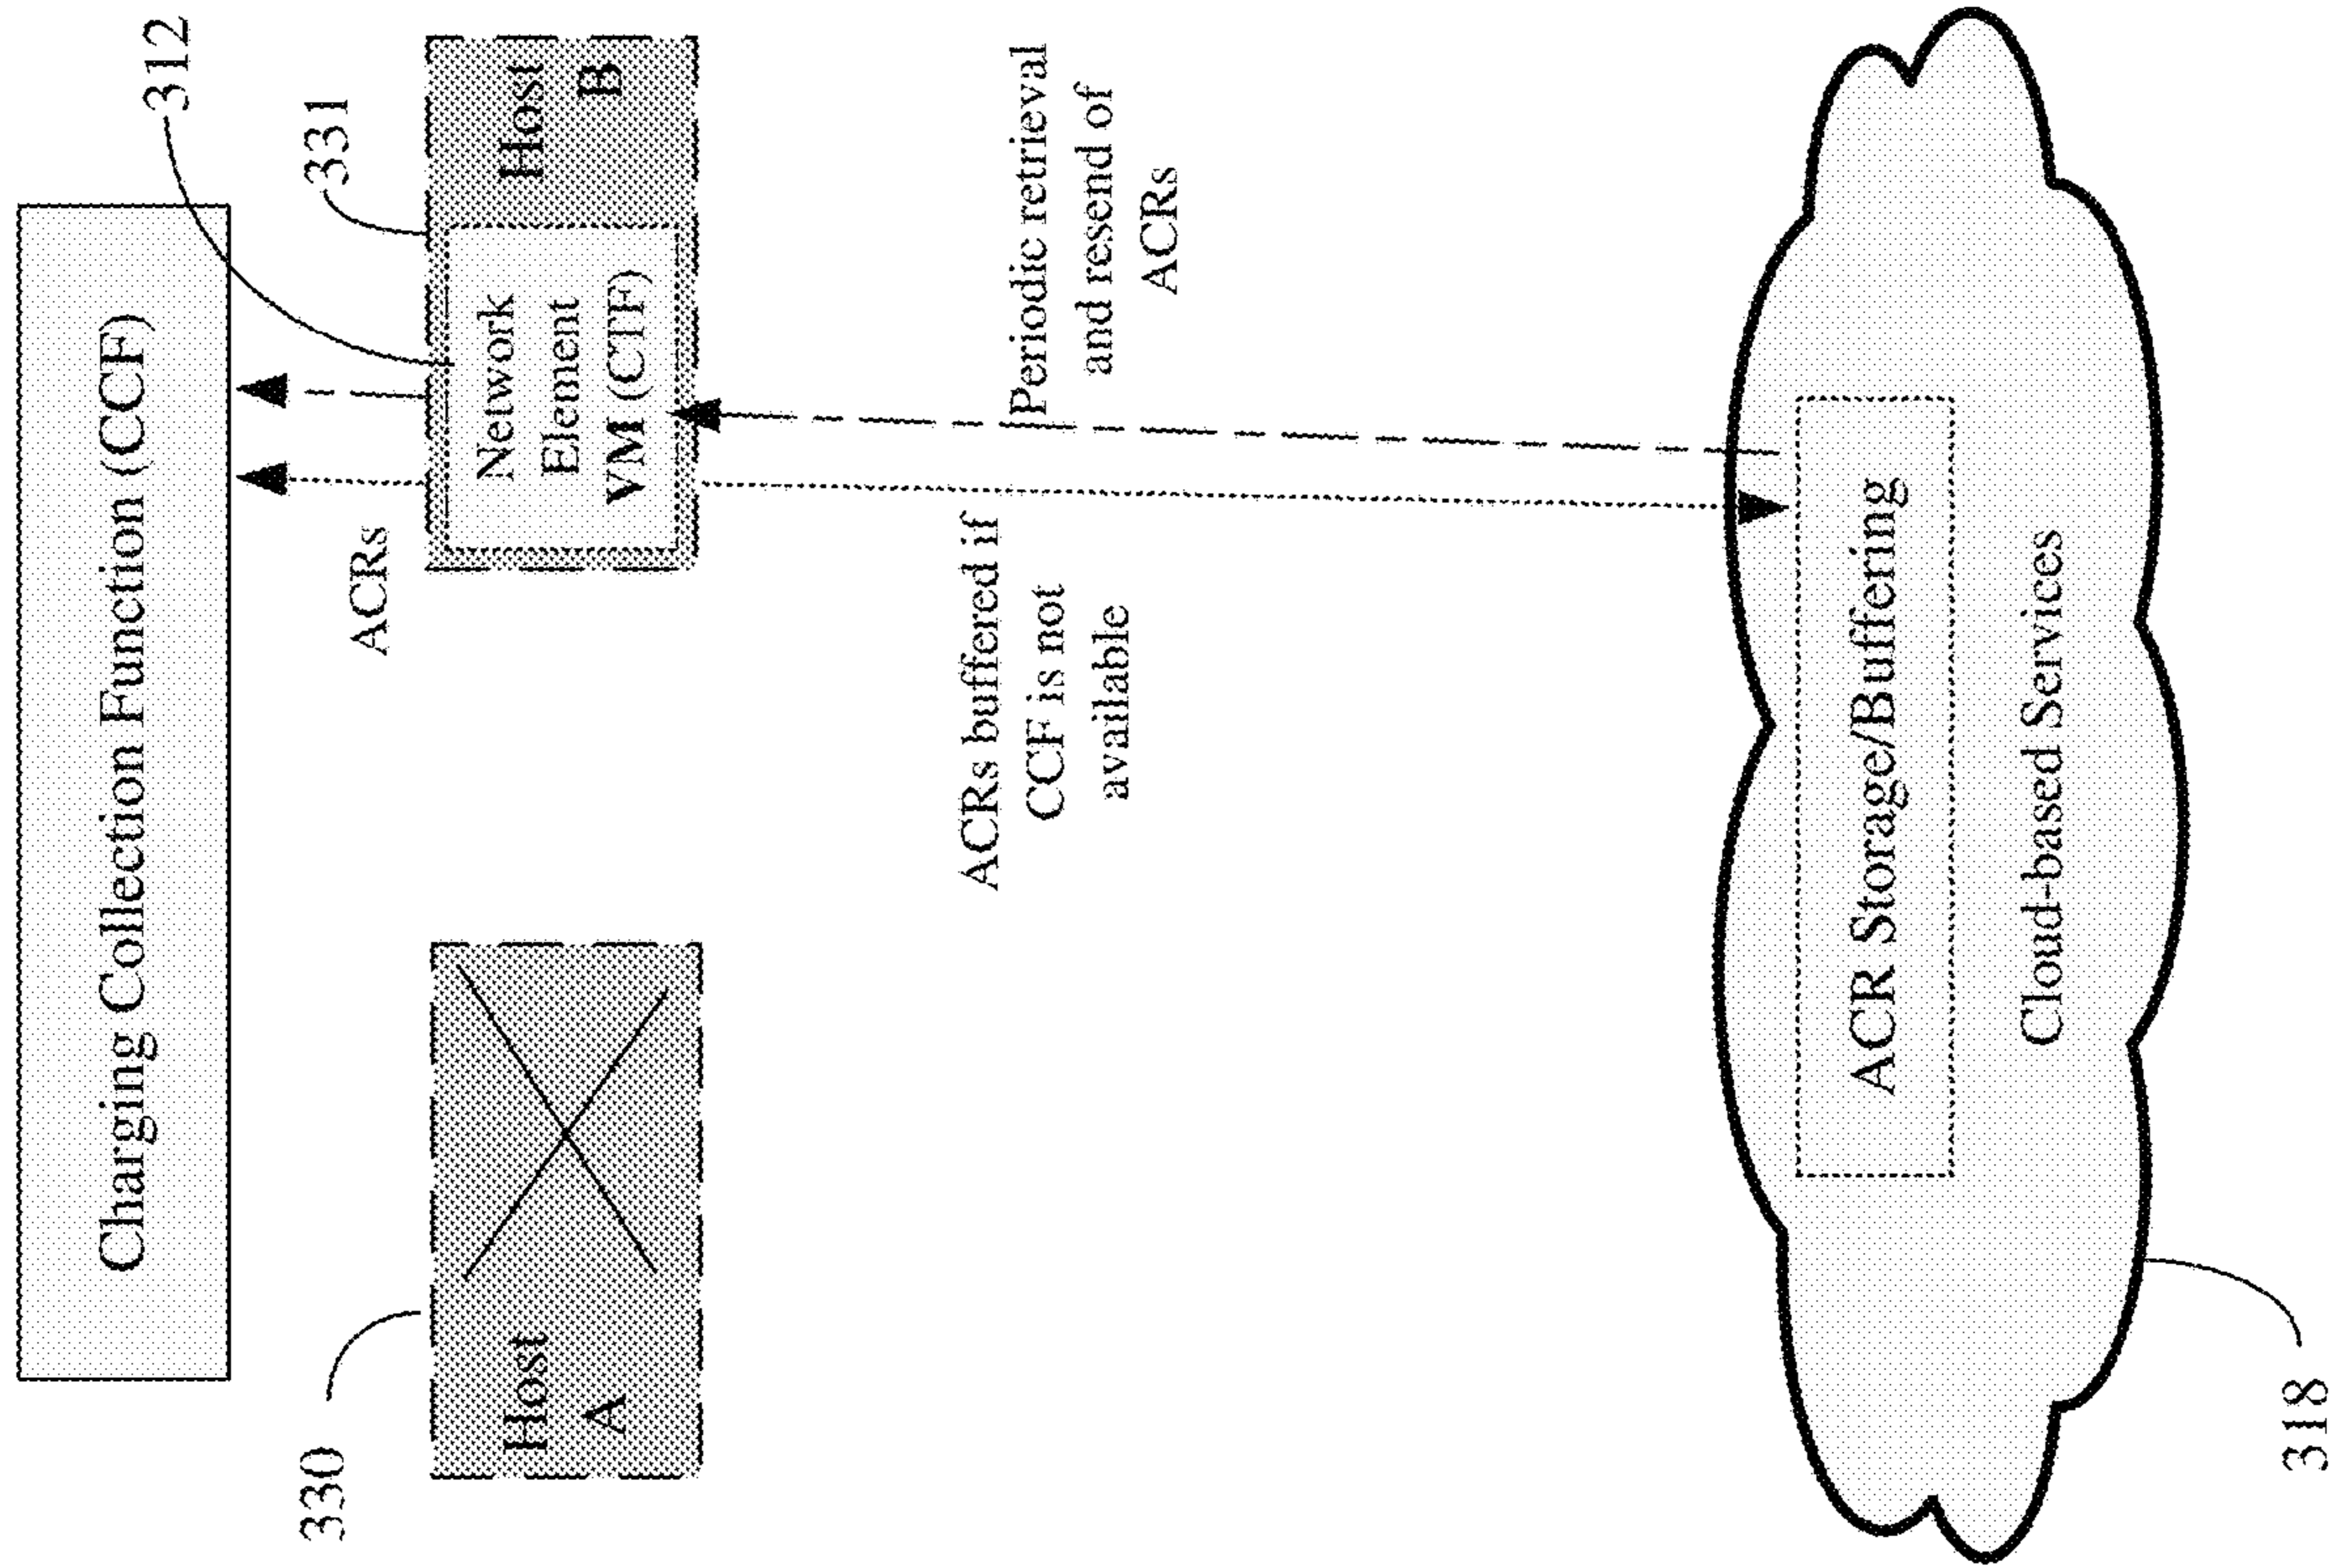 Charging Collection Function (CCF)
312
ACRs
331
330
Host
A
Network
Element
VM (CTF)
Host
B
ACRs buffered if
CCF is not
available
Periodic retrieval
and resend of
ACRs
ACR Storage/Buffering
Cloud-based Services
318